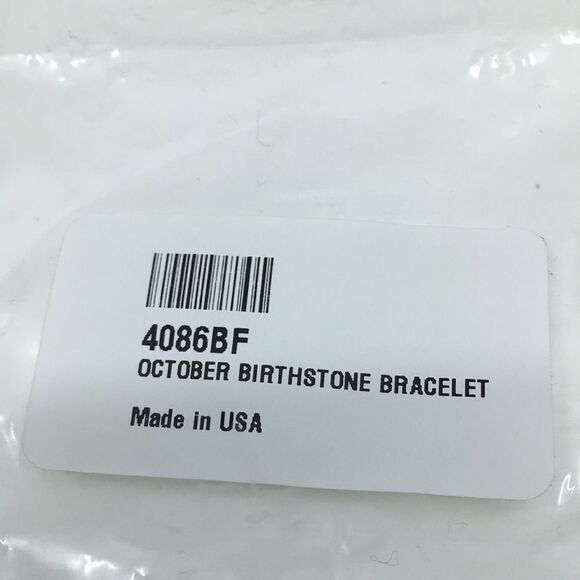 4086BF
OCTOBER BIRTHSTONE BRACELET
Made in USA